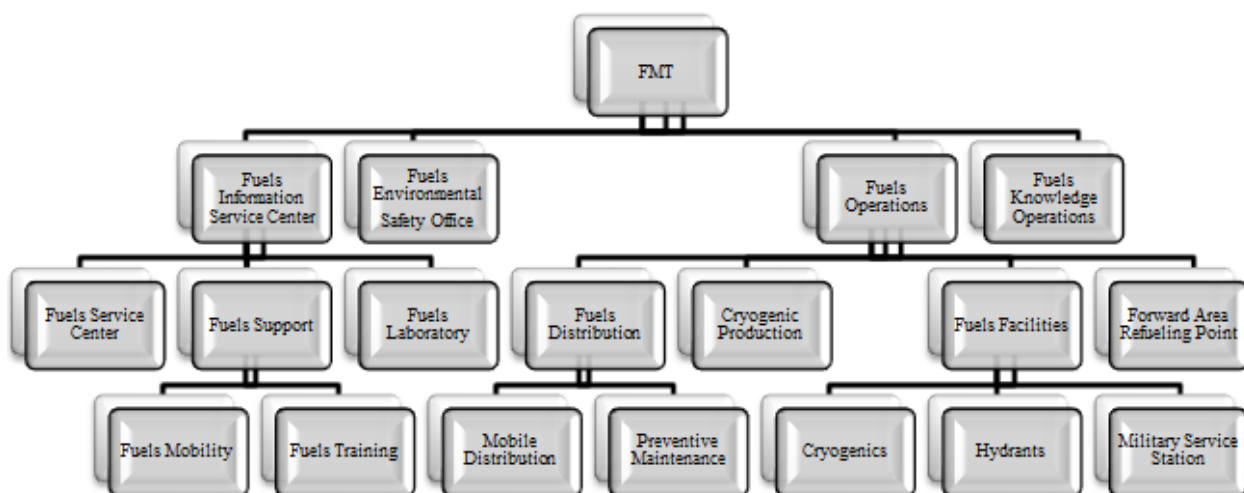 FMT
Fuels
Information
Service Center
Fuels
Environmental
Safety Office
Fuels
Operations
Fuels
Knowledge
Operations
Fuels Service
Center
Fuels Support
Fuels
Laboratory
Fuels
Distribution
Cryogenic
Production
Fuels Facilities
Forward Area
Refueling Point
Fuels Mobility
Fuels Training
Mobile
Distribution
Preventive
Maintenance
Cryogenics
Hydrants
Military Service
Station